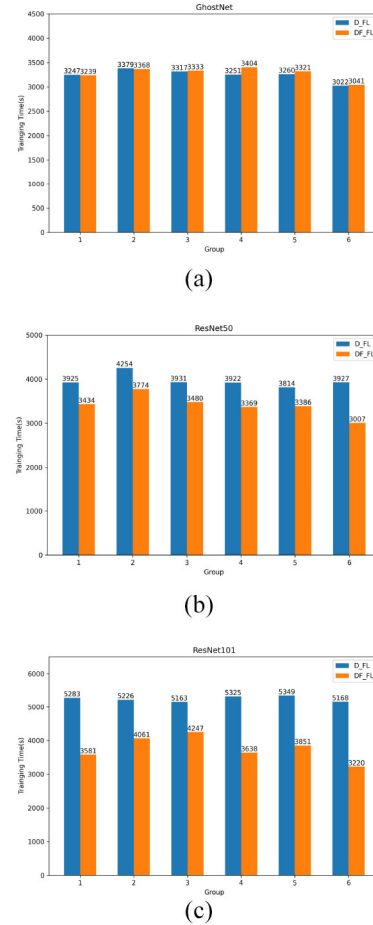 GhostNet
4500
4000
3500
3000
2500
2000
1500
1000
500
0
Trainging Time(s)
D_FL
DF_FL
3247 3239
3379 3368
3317 3333
3251 3404
3260 3321
3022 3041
1 2 3 4 5 6
Group
(a)
ResNet50
5000
4000
3000
2000
1000
0
Trainging Time(s)
D_FL
DF_FL
3925 3434
4254 3774
3931 3480
3922 3369
3814 3386
3927 3007
1 2 3 4 5 6
Group
(b)
ResNet101
6000
5000
4000
3000
2000
1000
0
Trainging Time(s)
D_FL
DF_FL
5283 3581
5226 4061
5163 4247
5325 3638
5349 3851
5168 3220
1 2 3 4 5 6
Group
(c)